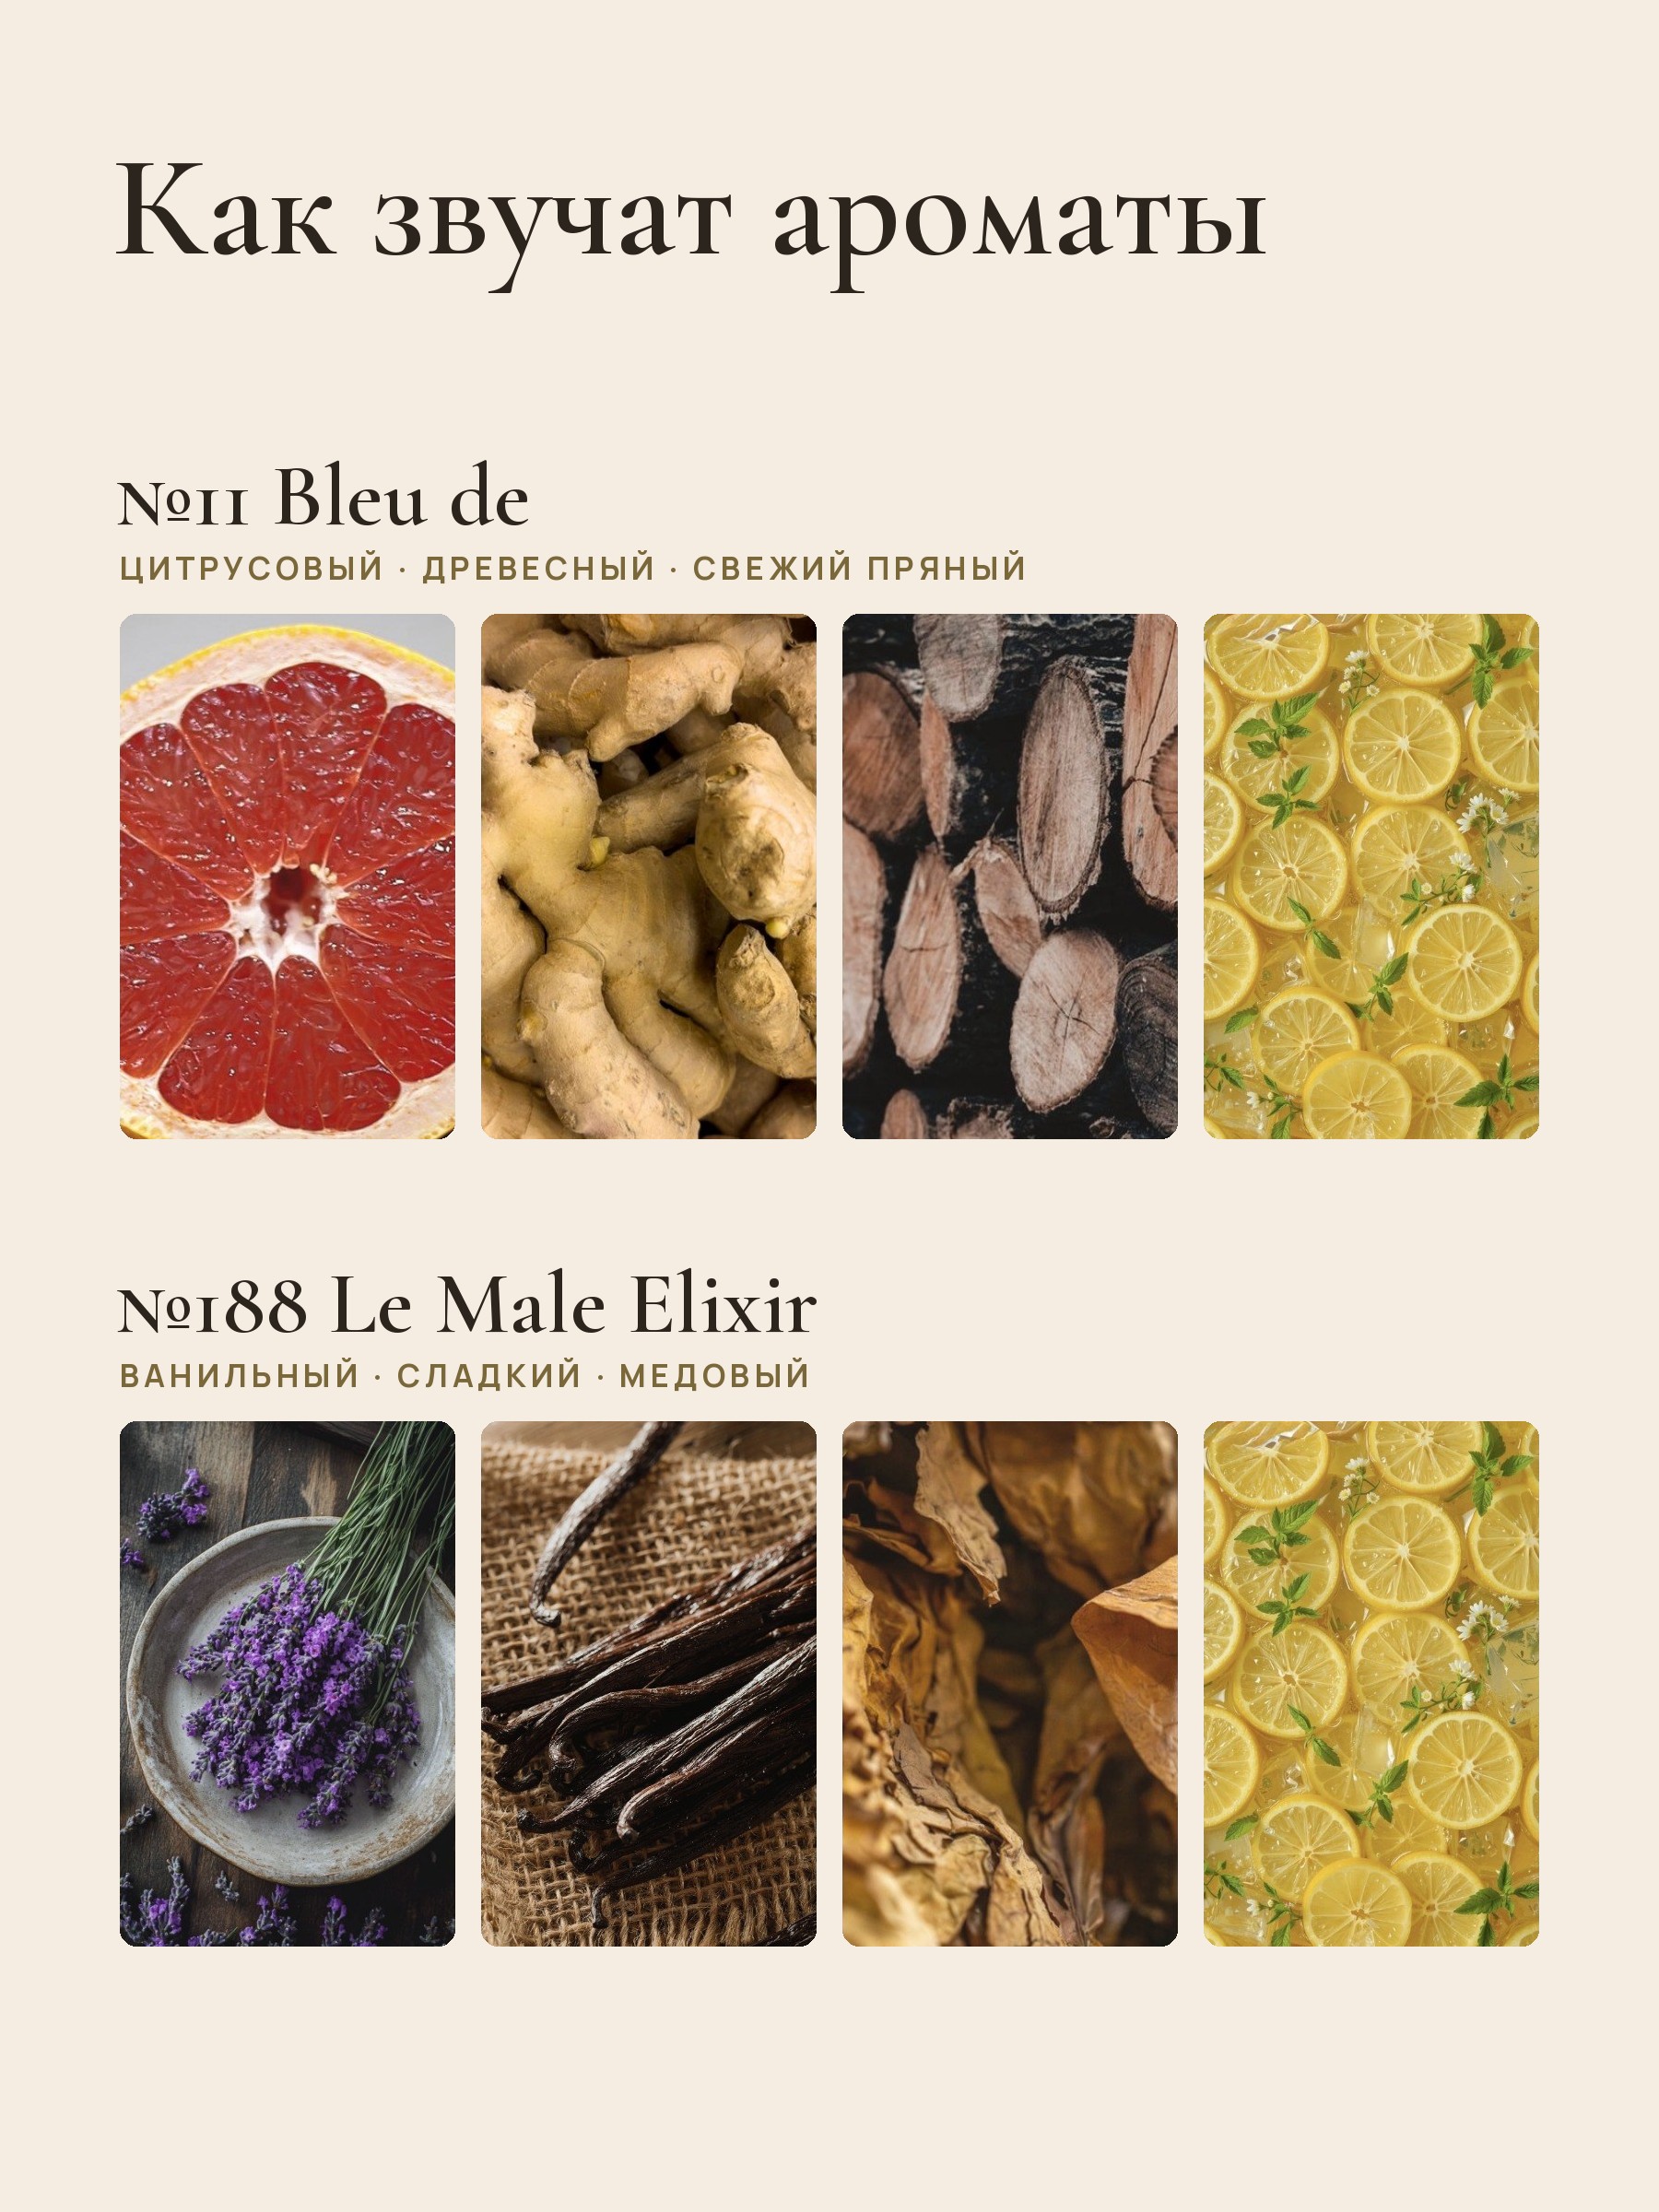 Как звучат ароматы
№11 Bleu de
ЦИТРУСОВЫЙ · ДРЕВЕСНЫЙ · СВЕЖИЙ ПРЯНЫЙ
№188 Le Male Elixir
ВАНИЛЬНЫЙ · СЛАДКИЙ · МЕДОВЫЙ